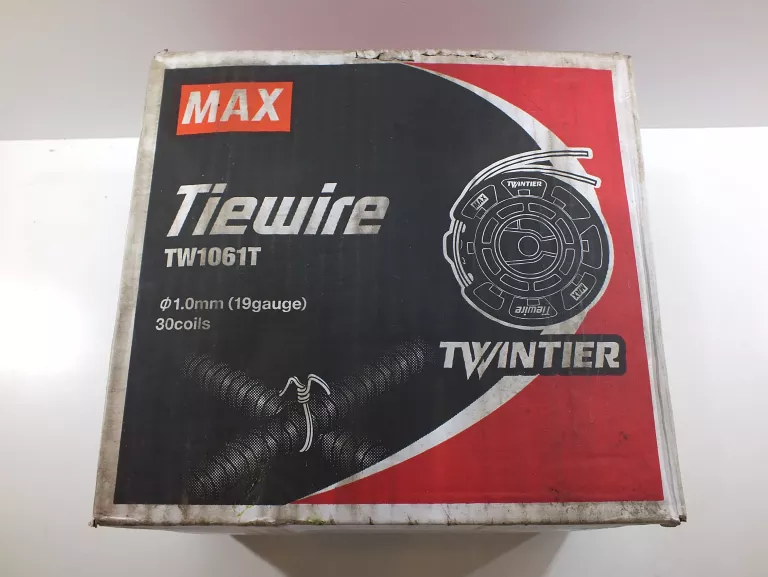 MAX
Tiewire
TW1061T
φ1.0mm (19gauge)
30coils
TWINTIER
MAX
MAX
Tiewire
TWINTIER